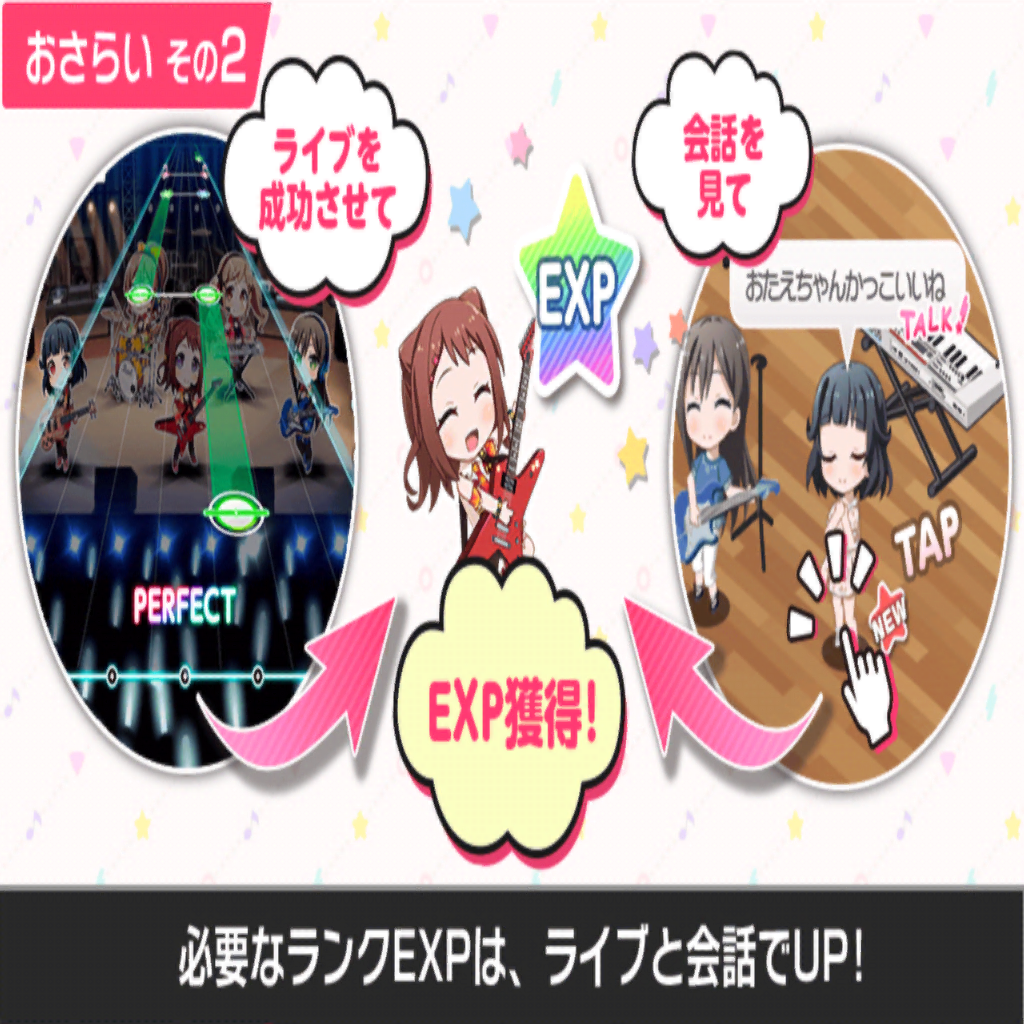 おさらい その2
ライブを
成功させて
会話を
見て
EXP
おたえちゃんかっこいいね
TALK!
PERFECT
TAP
NEW
EXP獲得!
必要なランクEXPは、ライブと会話でUP!